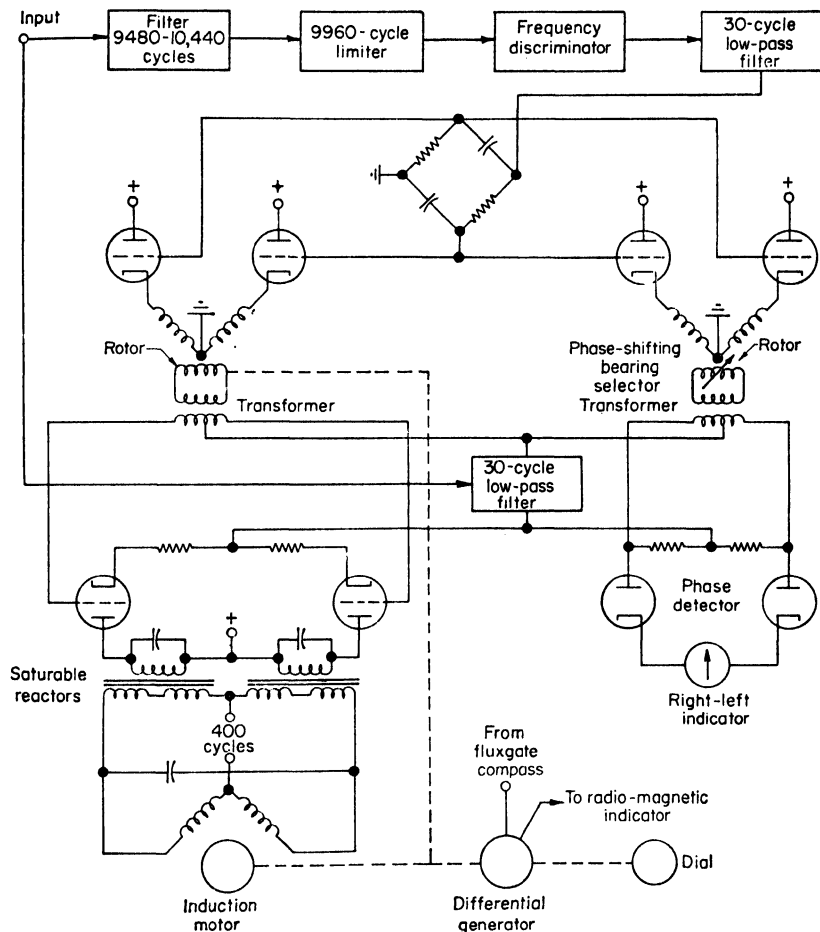 Input
Filter
9480-10,440
cycles
9960-cycle
limiter
Frequency
discriminator
30-cycle
low-pass
filter
+
+
+
+
Rotor
Transformer
Phase-shifting
bearing
selector
Transformer
Rotor
30-cycle
low-pass
filter
+
Phase
detector
Saturable
reactors
Right-left
indicator
400
cycles
From
fluxgate
compass
To radio-magnetic
indicator
Dial
Induction
motor
Differential
generator